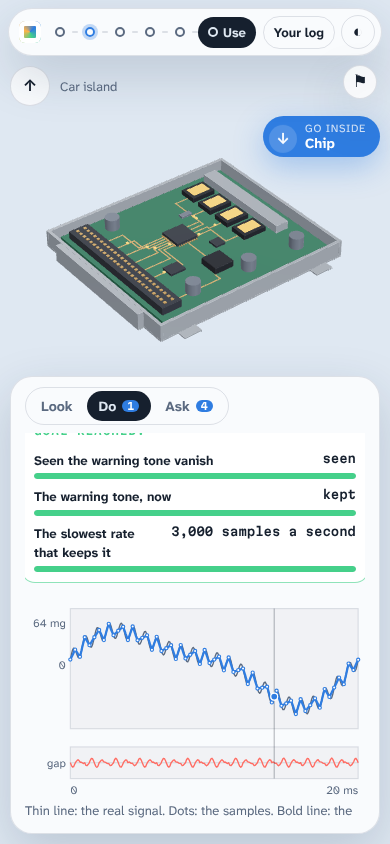 Use
Your log
Car island
GO INSIDE
Chip
Look
Do 1
Ask 4
Seen the warning tone vanish
seen
The warning tone, now
kept
The slowest rate
that keeps it
3,000 samples a second
64 mg
0
gap
0
20 ms
Thin line: the real signal. Dots: the samples. Bold line: the